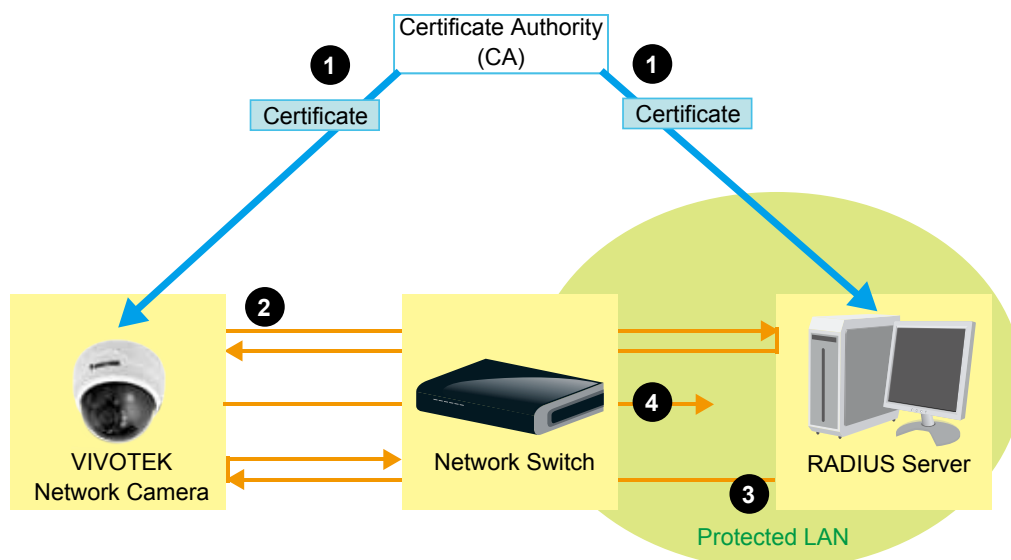 Certificate Authority
(CA)
1
1
Certificate
Certificate
2
4
VIVOTEK
Network Camera
Network Switch
RADIUS Server
3
Protected LAN